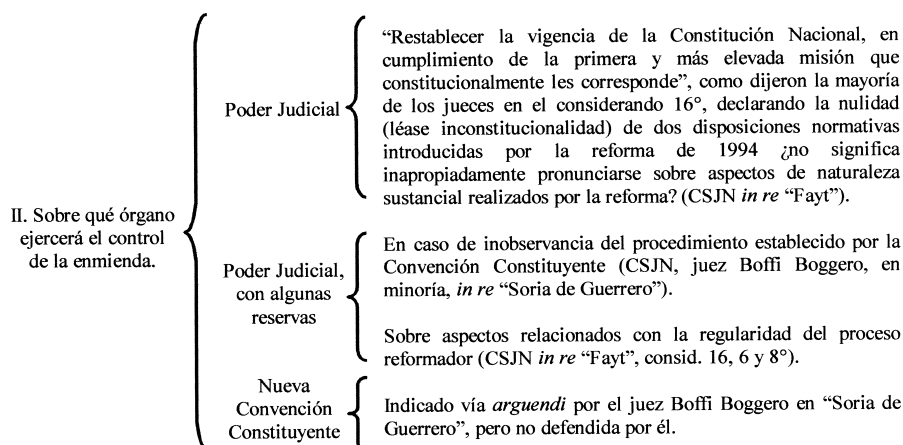 II. Sobre qué órgano
ejercerá el control
de la enmienda.
Poder Judicial
“Restablecer la vigencia de la Constitución Nacional, en
cumplimiento de la primera y más elevada misión que
constitucionalmente les corresponde”, como dijeron la mayoría
de los jueces en el considerando 16°, declarando la nulidad
(léase inconstitucionalidad) de dos disposiciones normativas
introducidas por la reforma de 1994 ¿no significa
inapropiadamente pronunciarse sobre aspectos de naturaleza
sustancial realizados por la reforma? (CSJN in re “Fayt”).
Poder Judicial,
con algunas
reservas
En caso de inobservancia del procedimiento establecido por la
Convención Constituyente (CSJN, juez Boffi Boggero, en
minoría, in re “Soria de Guerrero”).
Sobre aspectos relacionados con la regularidad del proceso
reformador (CSJN in re “Fayt”, consid. 16, 6 y 8°).
Nueva
Convención
Constituyente
Indicado vía arguendi por el juez Boffi Boggero en “Soria de
Guerrero”, pero no defendida por él.